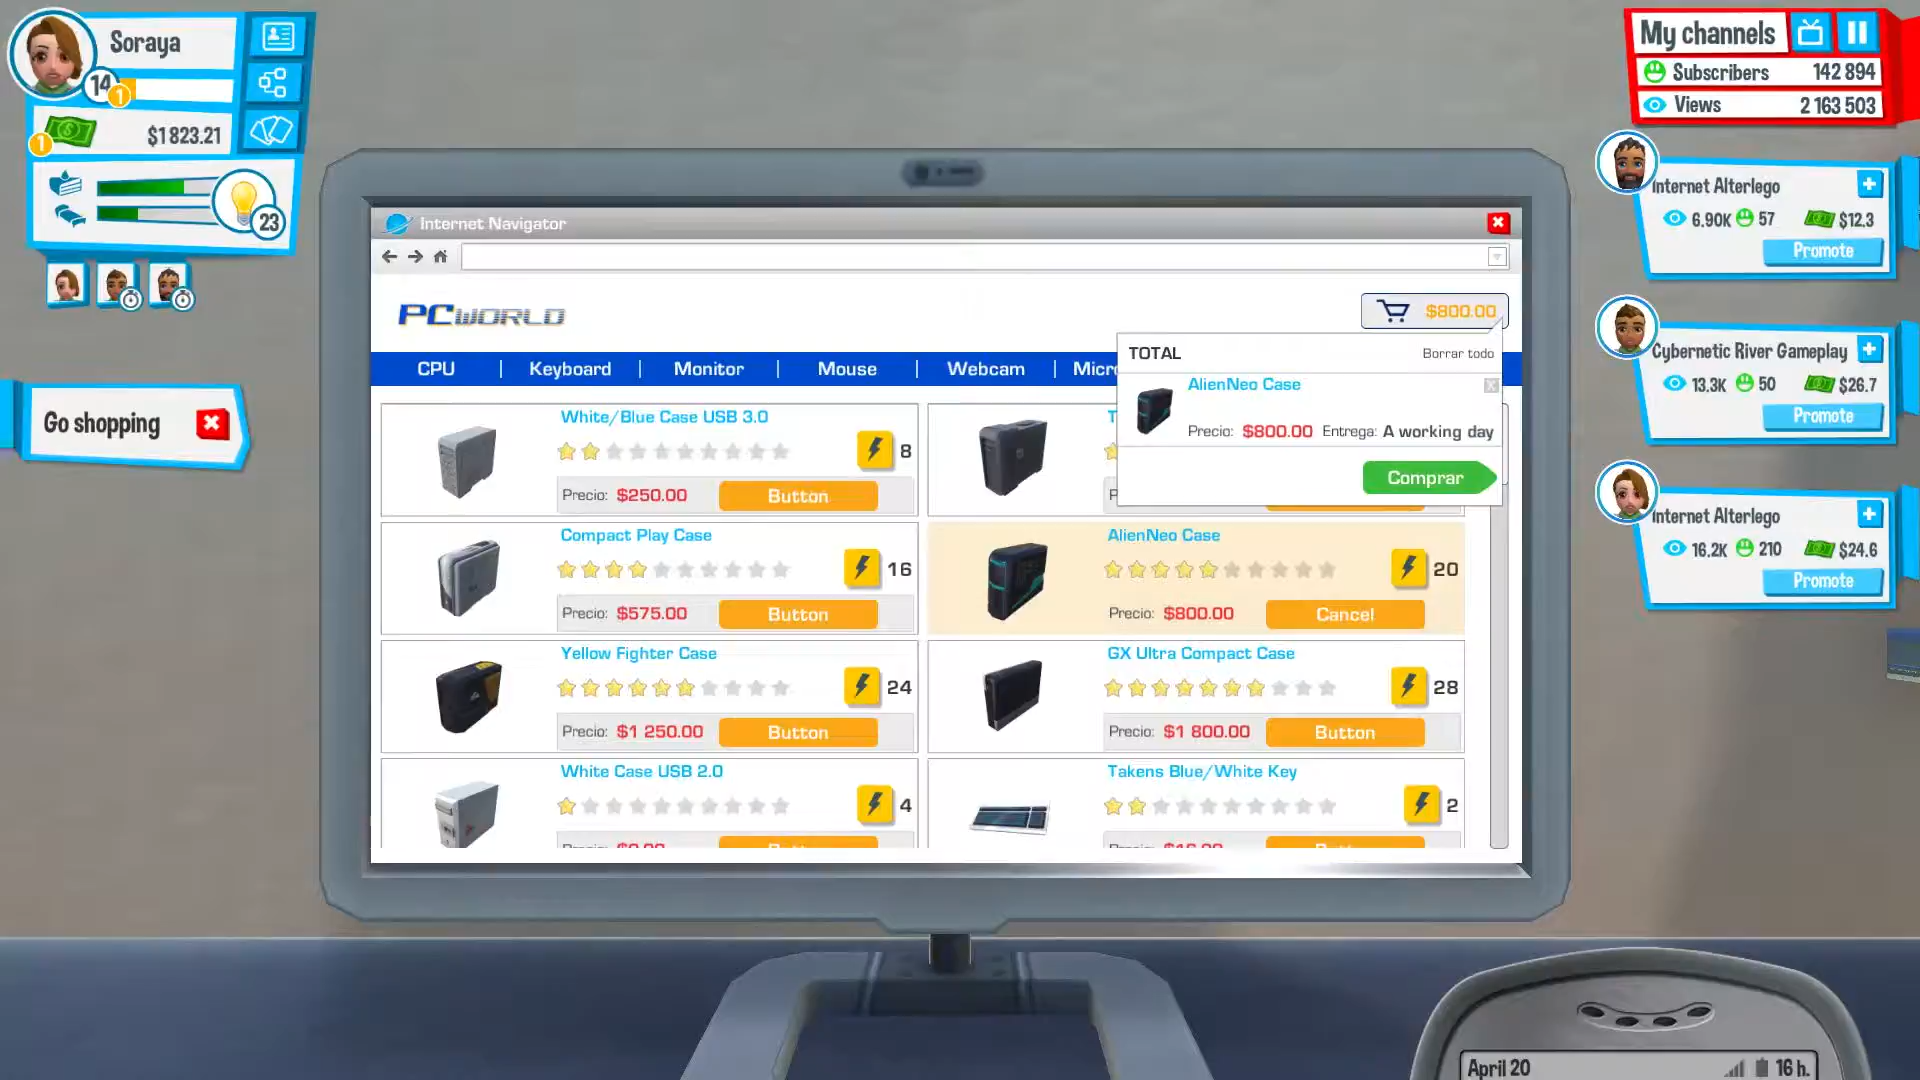 Soraya
14
1
$1 823.21
1
23
Go shopping
My channels
Subscribers 142 894
Views 2 163 503
Internet Alterlego
6.90K 57 $12.3
Promote
Cybernetic River Gameplay
13.3K 50 $26.7
Promote
Internet Alterlego
16.2K 210 $24.6
Promote
Internet Navigator
PCWORLD
$800.00
CPU Keyboard Monitor Mouse Webcam Micro
TOTAL Borrar todo
AlienNeo Case
X
Precio: $800.00 Entrega: A working day
Comprar
White/Blue Case USB 3.0
8
Precio: $250.00 Button
Compact Play Case
16
Precio: $575.00 Button
AlienNeo Case
20
Precio: $800.00 Cancel
Yellow Fighter Case
24
Precio: $1 250.00 Button
GX Ultra Compact Case
28
Precio: $1 800.00 Button
White Case USB 2.0
4
Takens Blue/White Key
2
April 20 16 h.